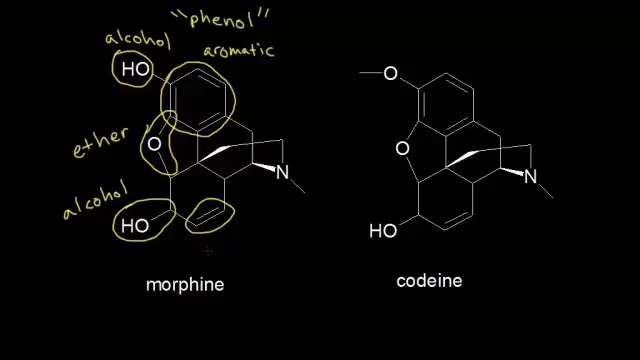 "phenol"
alcohol
aromatic
HO
O
ether
O
O
alcohol
N
N
HO
HO
morphine
codeine